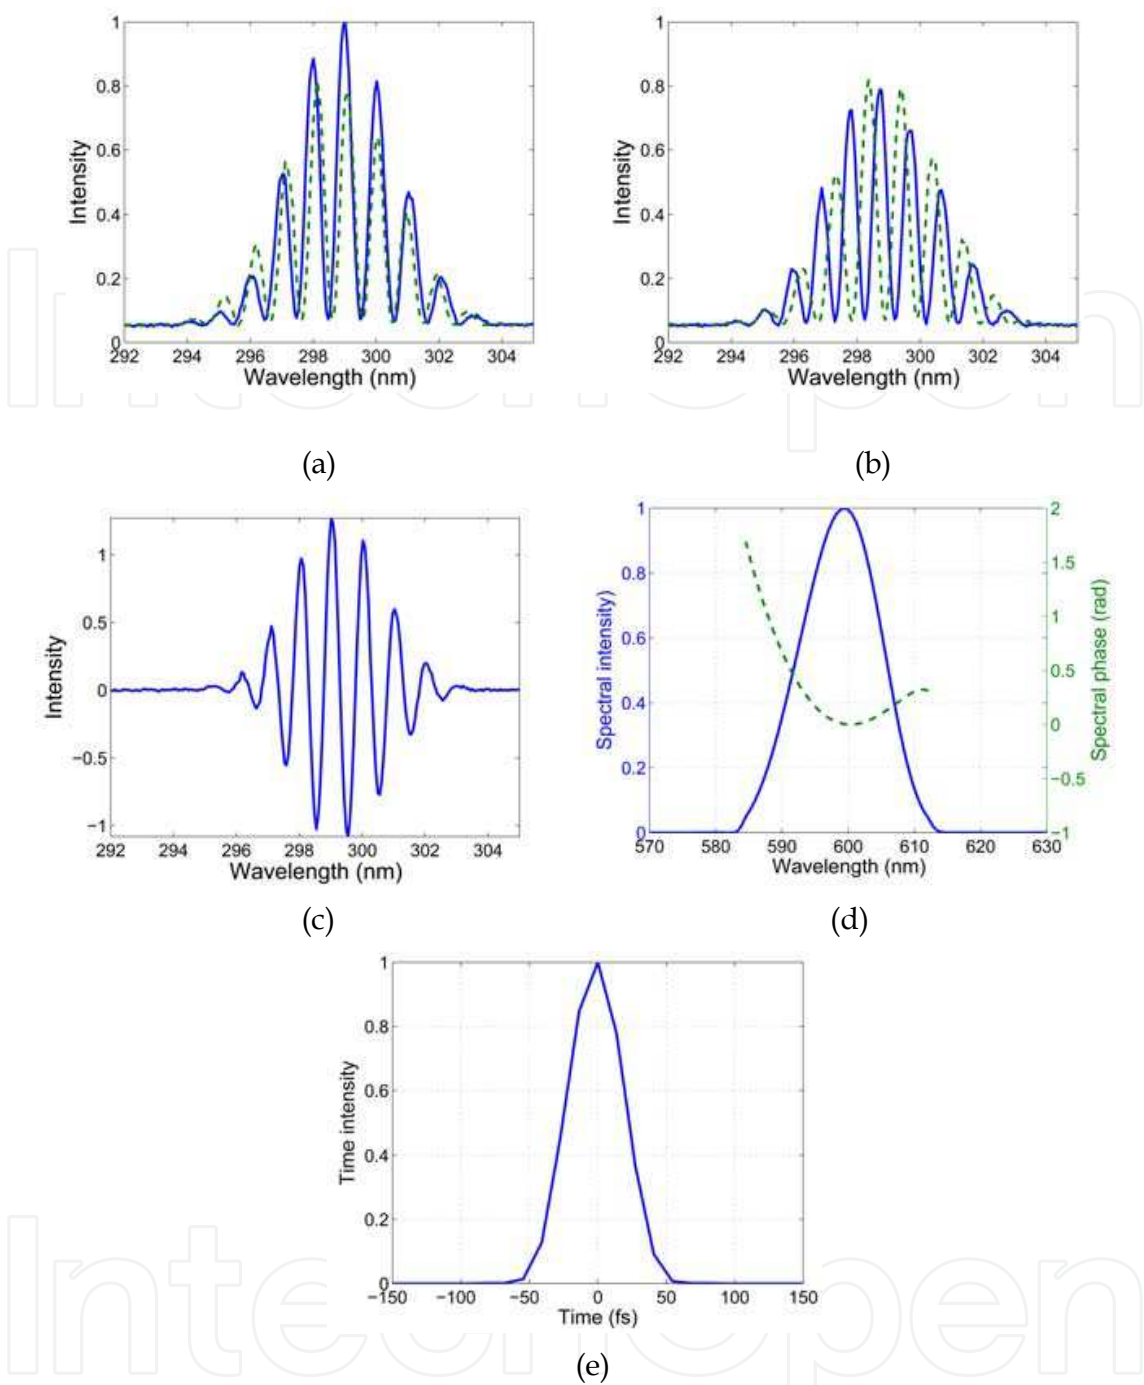 1
0.8
0.6
0.4
0.2
0
Intensity
292 294 296 298 300 302 304
Wavelength (nm)
(a)
1
0.8
0.6
0.4
0.2
0
Intensity
292 294 296 298 300 302 304
Wavelength (nm)
(b)
1
0.5
0
−0.5
−1
Intensity
292 294 296 298 300 302 304
Wavelength (nm)
(c)
1
0.8
0.6
0.4
0.2
0
Spectral intensity)
2
1.5
1
0.5
0
−0.5
−1
Spectral phase (rad)
570 580 590 600 610 620 630
Wavelength (nm)
(d)
1
0.8
0.6
0.4
0.2
0
Time intensity
−150 −100 −50 0 50 100 150
Time (fs)
(e)
IntechOpen
IntechOpen